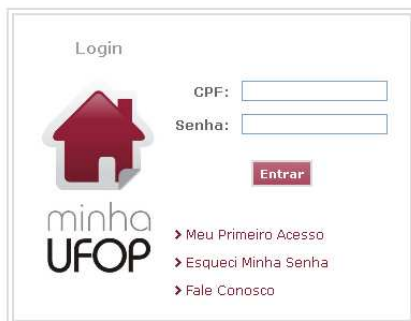 Login
CPF:
Senha:
Entrar
minha
UFOP
Meu Primeiro Acesso
Esqueci Minha Senha
Fale Conosco